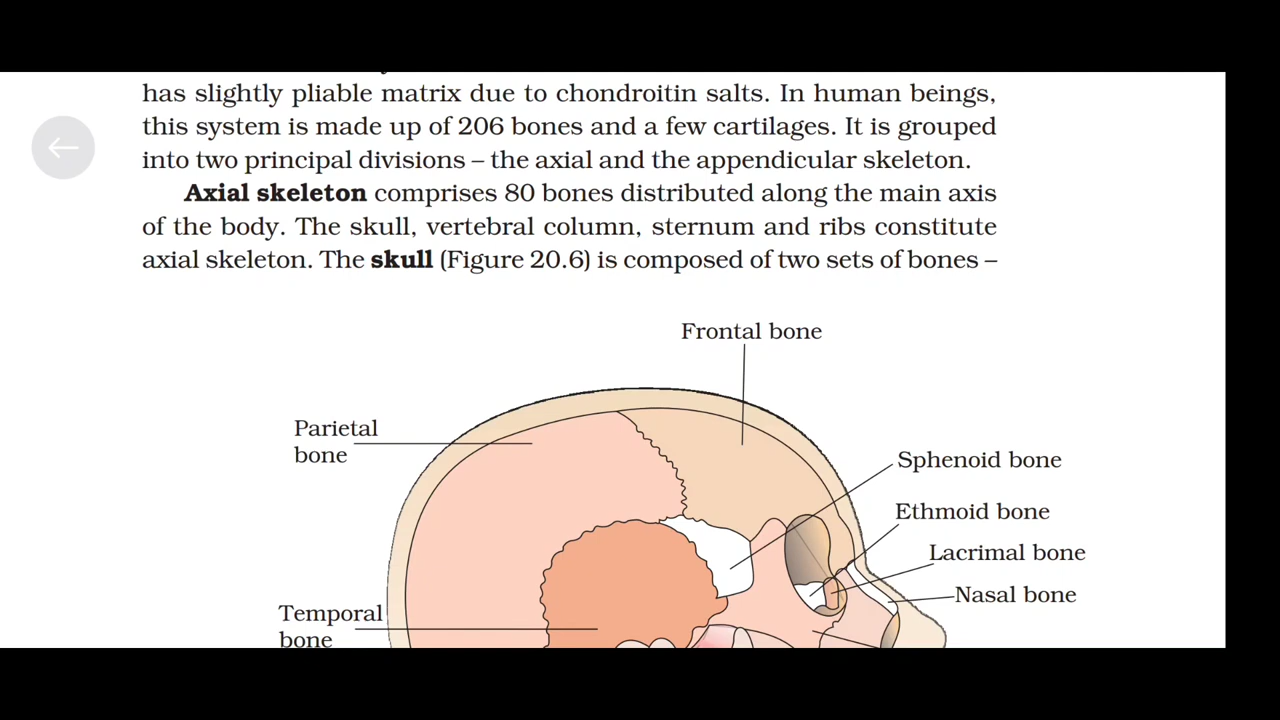 has slightly pliable matrix due to chondroitin salts. In human beings,
this system is made up of 206 bones and a few cartilages. It is grouped
into two principal divisions – the axial and the appendicular skeleton.
Axial skeleton comprises 80 bones distributed along the main axis
of the body. The skull, vertebral column, sternum and ribs constitute
axial skeleton. The skull (Figure 20.6) is composed of two sets of bones –
Frontal bone
Parietal
bone
Sphenoid bone
Ethmoid bone
Lacrimal bone
Nasal bone
Temporal
bone